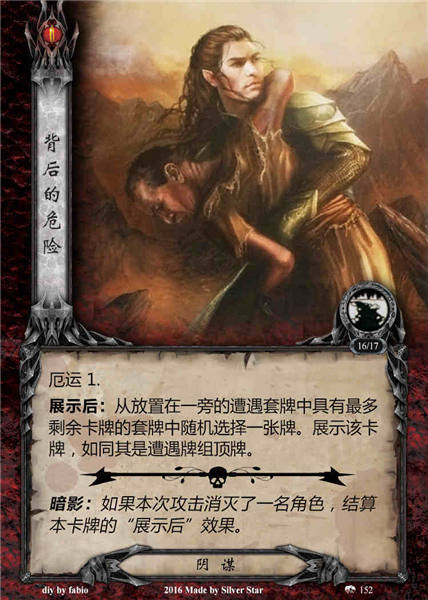 背后的危险
16/17
厄运 1.
展示后：从放置在一旁的遭遇套牌中具有最多
剩余卡牌的套牌中随机选择一张牌。展示该卡
牌，如同其是遭遇牌组顶牌。
暗影：如果本次攻击消灭了一名角色，结算
本卡牌的“展示后”效果。
阴谋
diy by fabio
2016 Made by Silver Star
152